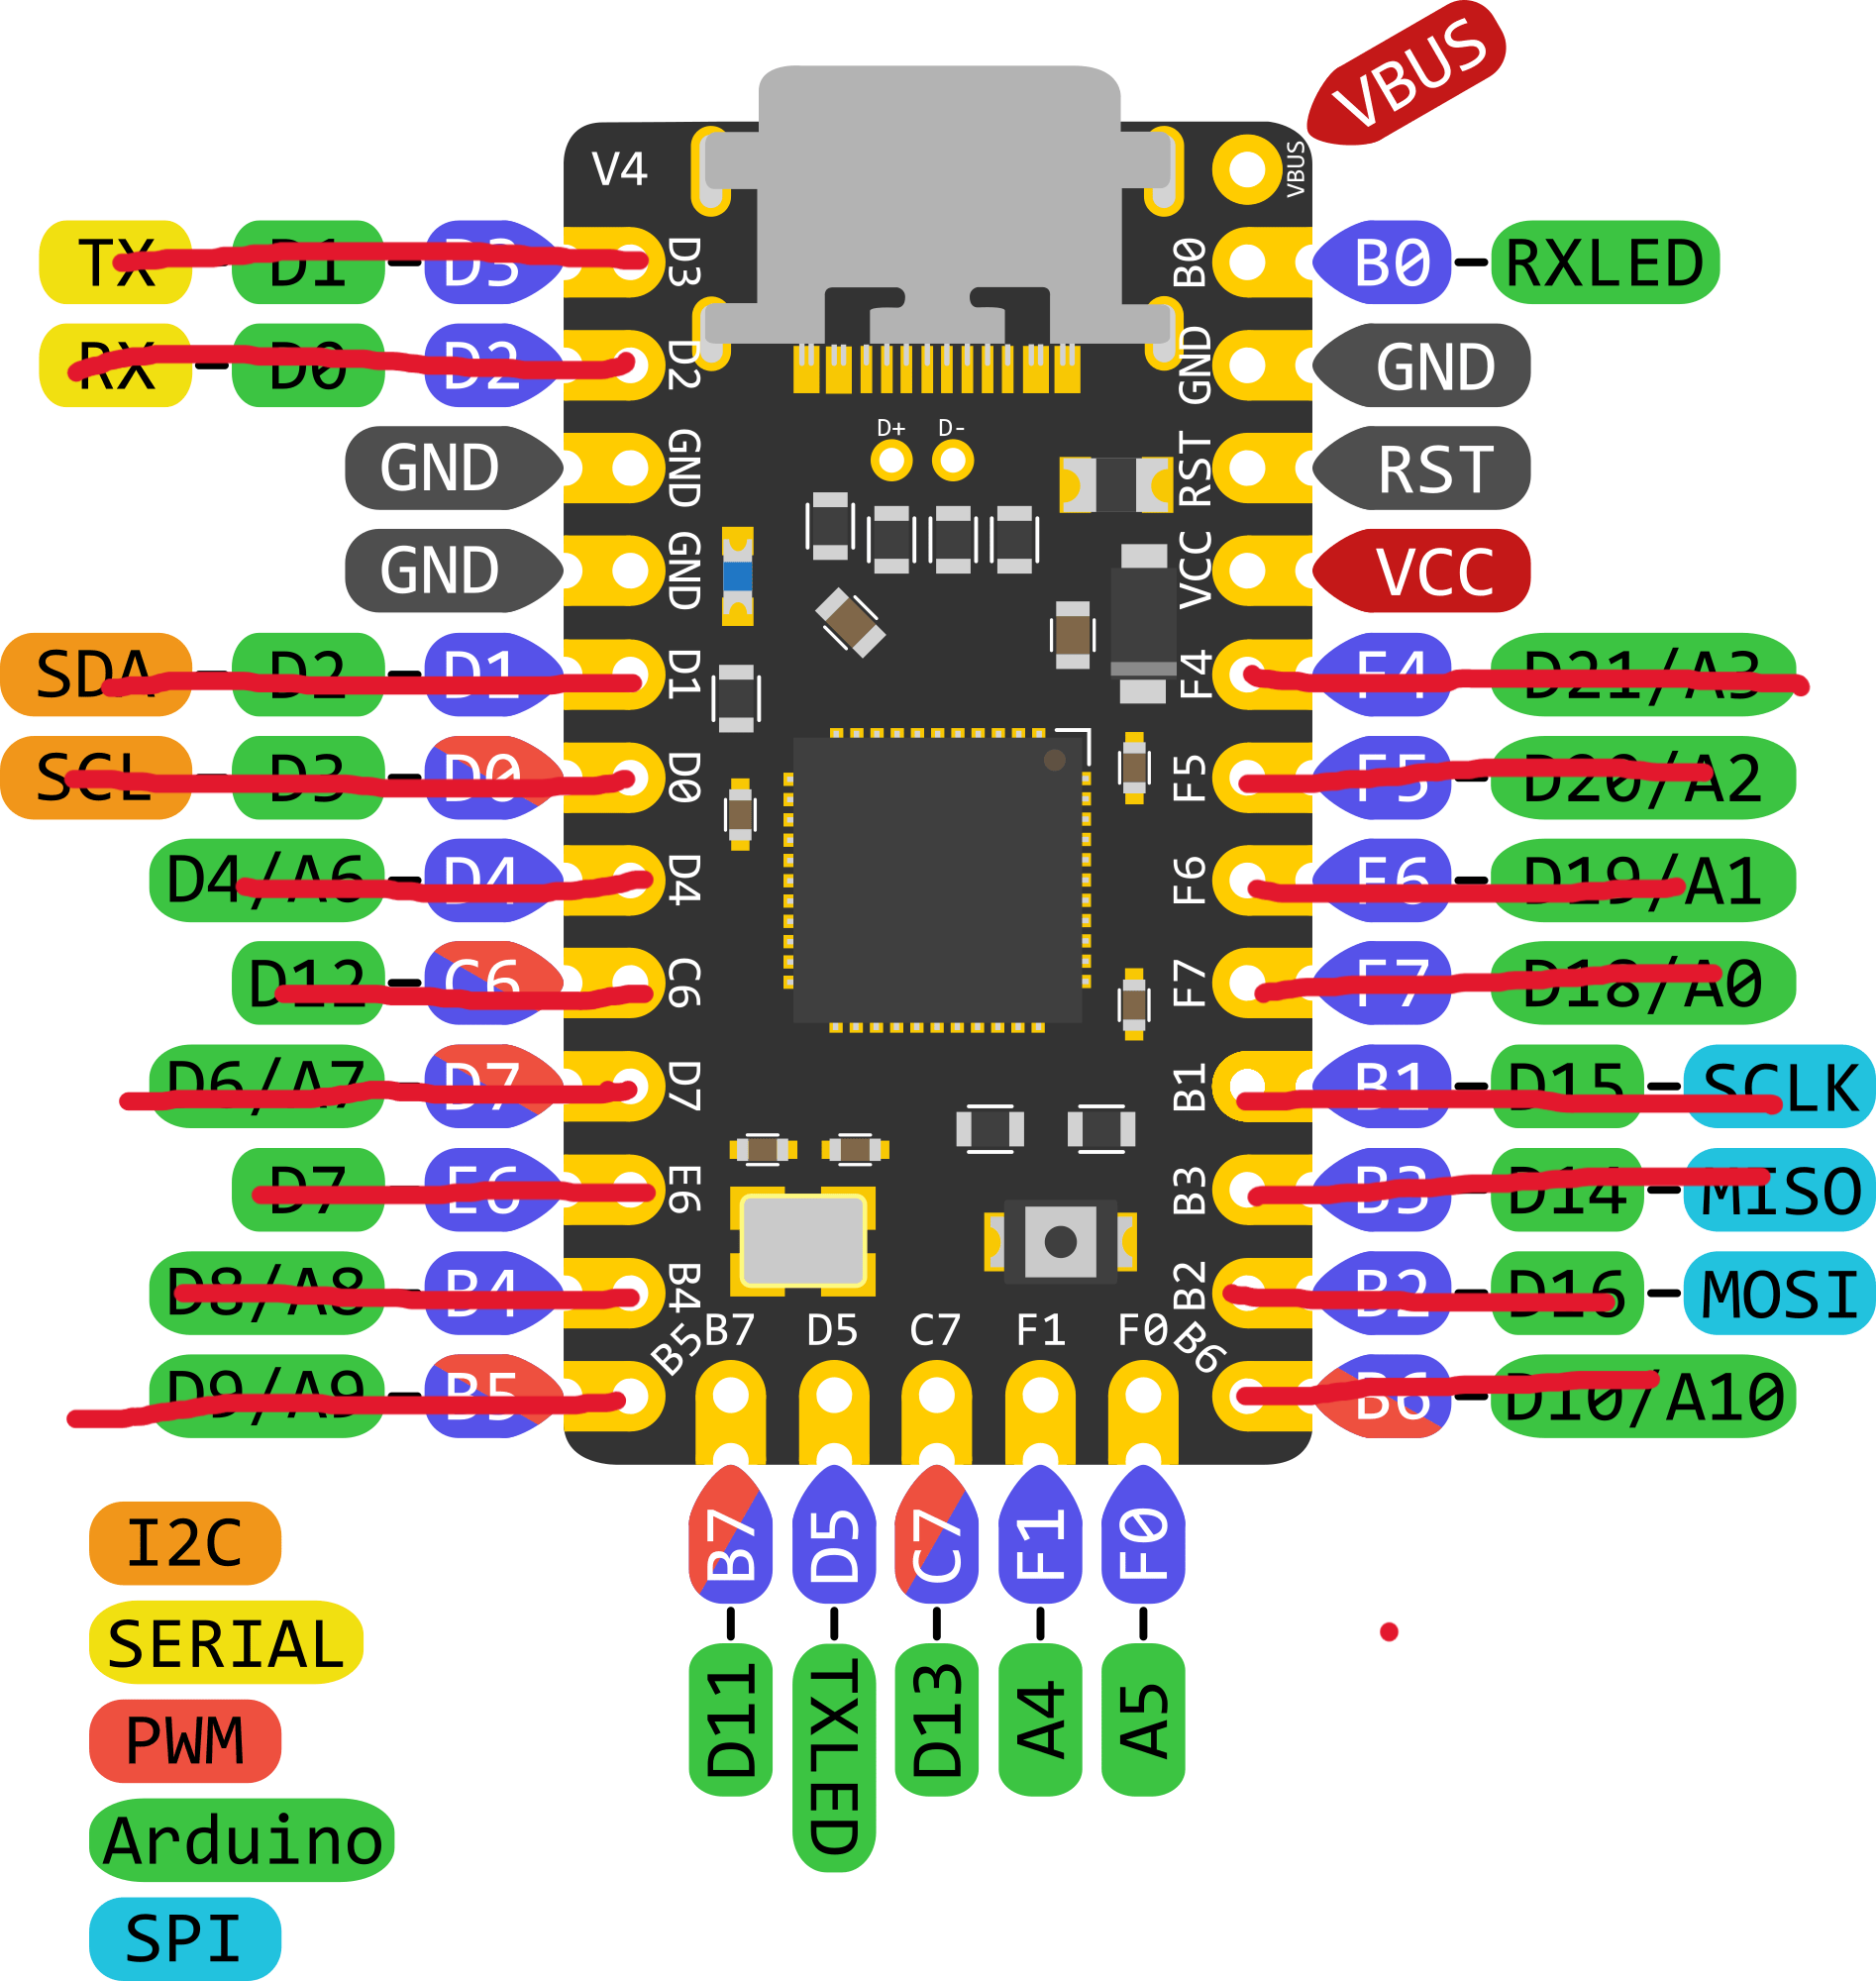 VBUS
V4 VBUS
TX D1 D3 D3 B0 B0 RXLED
RX D0 D2 D2 GND GND
D+ D-
GND GND RST RST
GND GND VCC VCC
SDA D2 D1 D1 F4 F4 D21/A3
SCL D3 D0 D0 F5 F5 D20/A2
D4/A6 D4 D4 F6 F6 D19/A1
D12 C6 C6 F7 F7 D18/A0
D6/A7 D7 D7 B1 B1 D15 SCLK
D7 E6 E6 B3 B3 D14 MISO
D8/A8 B4 B4 B2 B2 D16 MOSI
B7 D5 C7 F1 F0
D9/A9 B5 B5 B6 B6 D10/A10
B7 D5 C7 F1 F0
D11 TXLED D13 A4 A5
I2C
SERIAL
PWM
Arduino
SPI